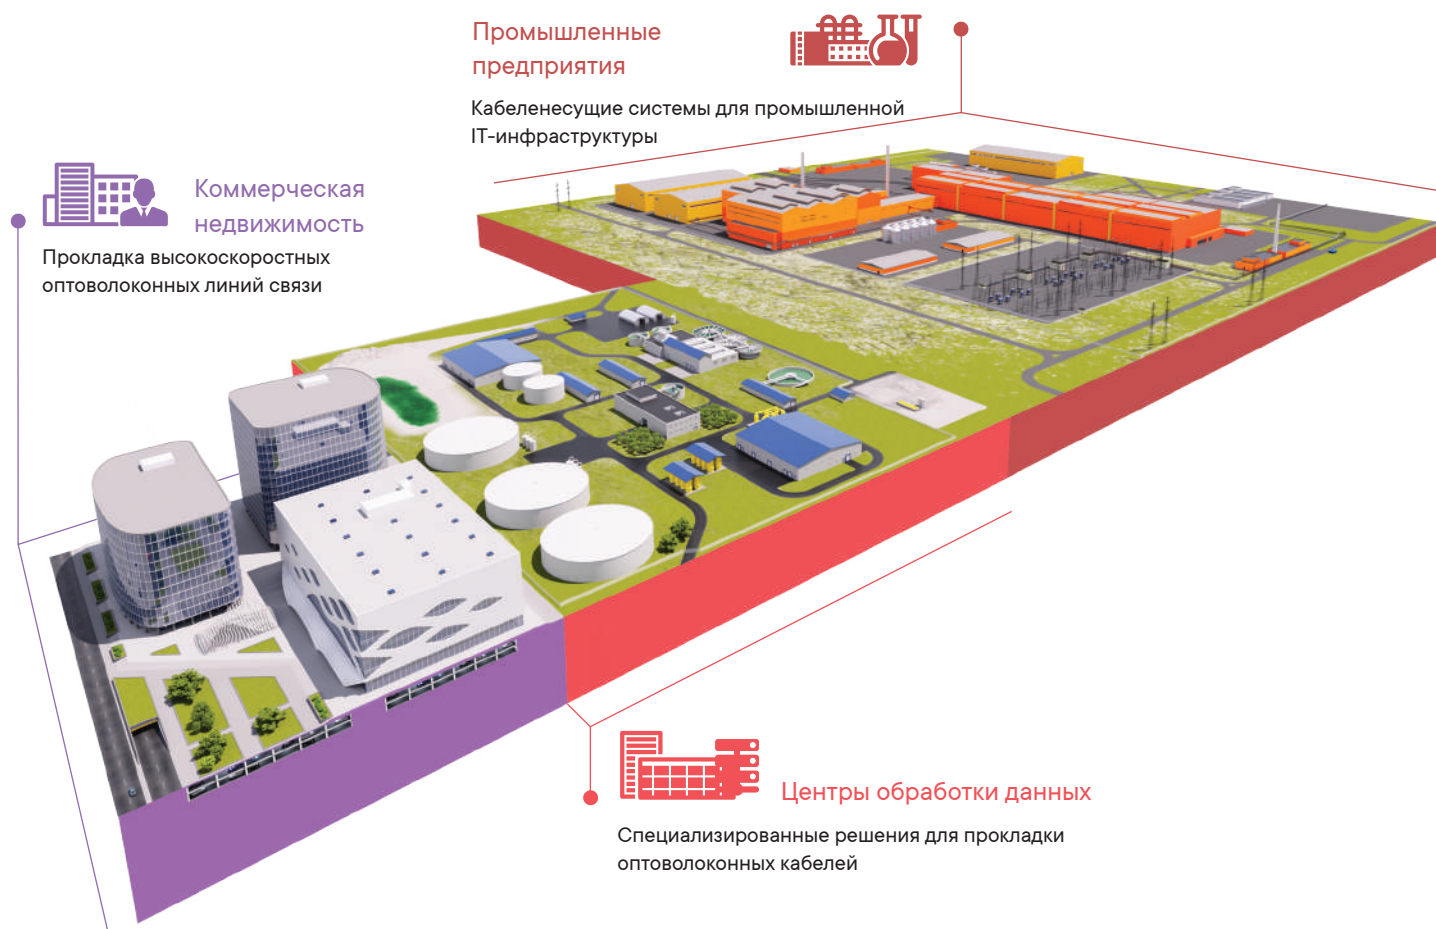 Промышленные
предприятия
Кабеленесущие системы для промышленной
IT-инфраструктуры
Коммерческая
недвижимость
Прокладка высокоскоростных
оптоволоконных линий связи
Центры обработки данных
Специализированные решения для прокладки
оптоволоконных кабелей